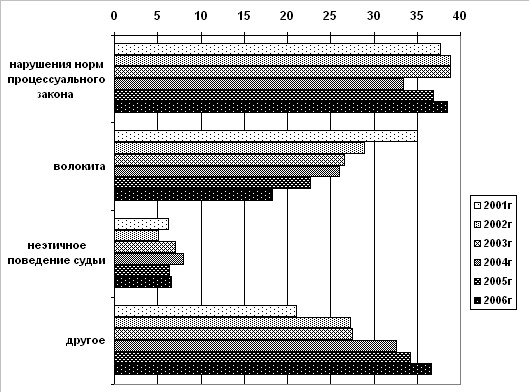 0 5 10 15 20 25 30 35 40
нарушения норм
процессуального
закона
волокита
неэтичное
поведение судьи
другое
2001г
2002г
2003г
2004г
2005г
2006г